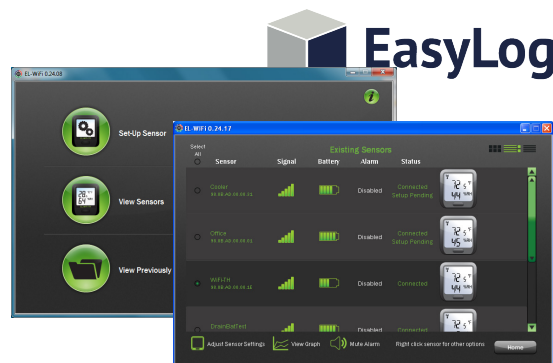 EasyLog
EL-WiFi 0.24.08
Set-Up Sensor
View Sensors
View Previously
EL-WiFi 0.24.17
Existing Sensors
Select
All
Sensor Signal Battery Alarm Status
Cooler Disabled Connected
Setup Pending
Office Disabled Connected
Setup Pending
WiFi-TH Disabled Connected
Disabled Connected
Adjust Sensor Settings View Graph Mute Alarm Right click sensor for other options Home